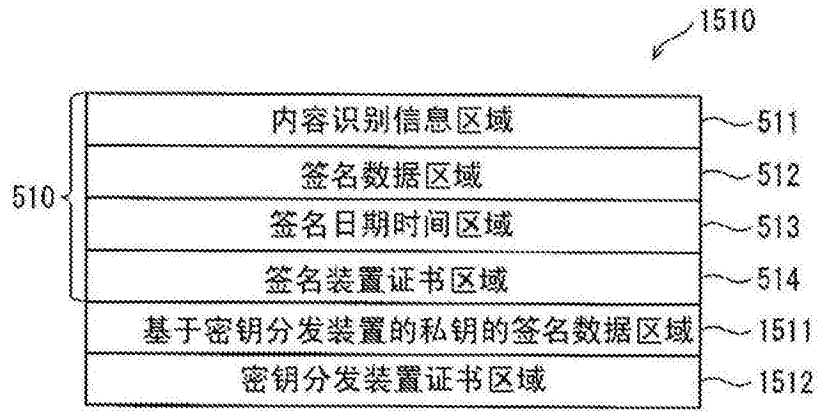 1510
内容识别信息区域 511
签名数据区域 512
510 签名日期时间区域 513
签名装置证书区域 514
基于密钥分发装置的私钥的签名数据区域 1511
密钥分发装置证书区域 1512